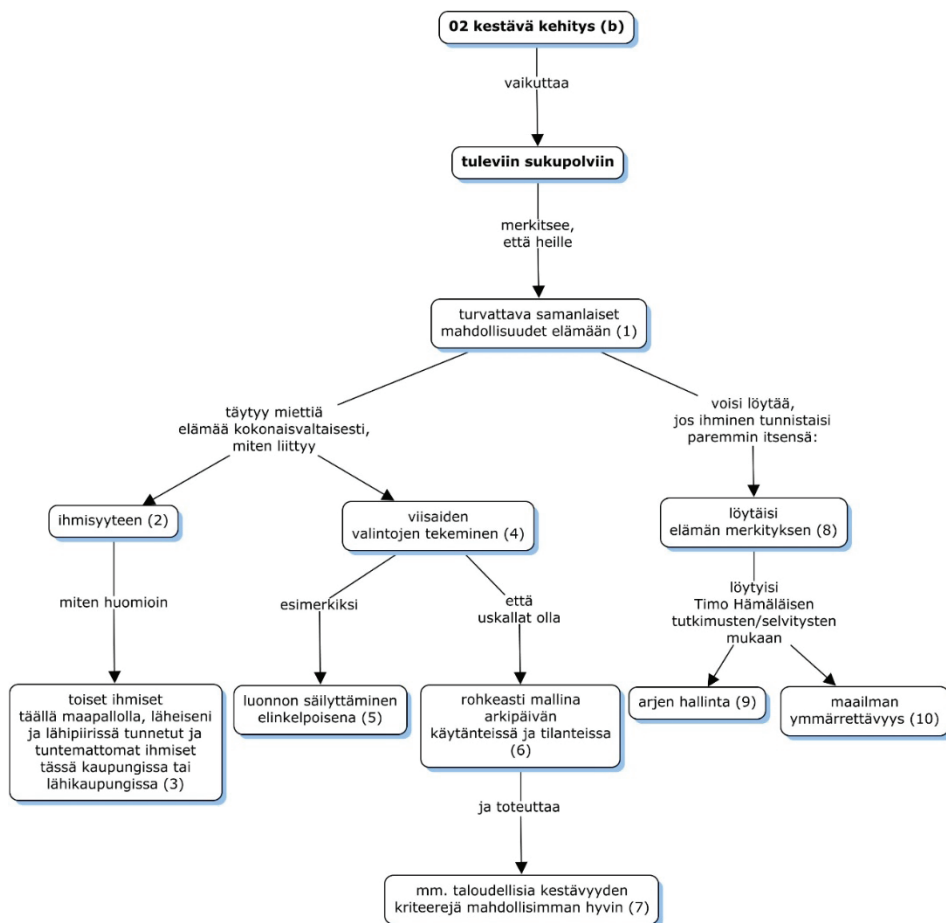 02 kestävä kehitys (b)
vaikuttaa
tuleviin sukupolviin
merkitsee,
että heille
turvattava samanlaiset
mahdollisuudet elämään (1)
täytyy miettiä
elämää kokonaisvaltaisesti,
miten liittyy
voisi löytää,
jos ihminen tunnistaisi
paremmin itsensä:
ihmisyyteen (2)
viisaiden
valintojen tekeminen (4)
löytäisi
elämän merkityksen (8)
miten huomioin
esimerkiksi
että
uskallat olla
löytyisi
Timo Hämäläisen
tutkimusten/selvitysten
mukaan
toiset ihmiset
täällä maapallolla, läheiseni
ja lähipiirissä tunnetut ja
tuntemattomat ihmiset
tässä kaupungissa tai
lähikaupungissa (3)
luonnon säilyttäminen
elinkelpoisena (5)
rohkeasti mallina
arkipäivän
käytänteissä ja tilanteissa
(6)
arjen hallinta (9)
maailman
ymmärrettävyys (10)
ja toteuttaa
mm. taloudellisia kestävyyden
kriteerejä mahdollisimman hyvin (7)